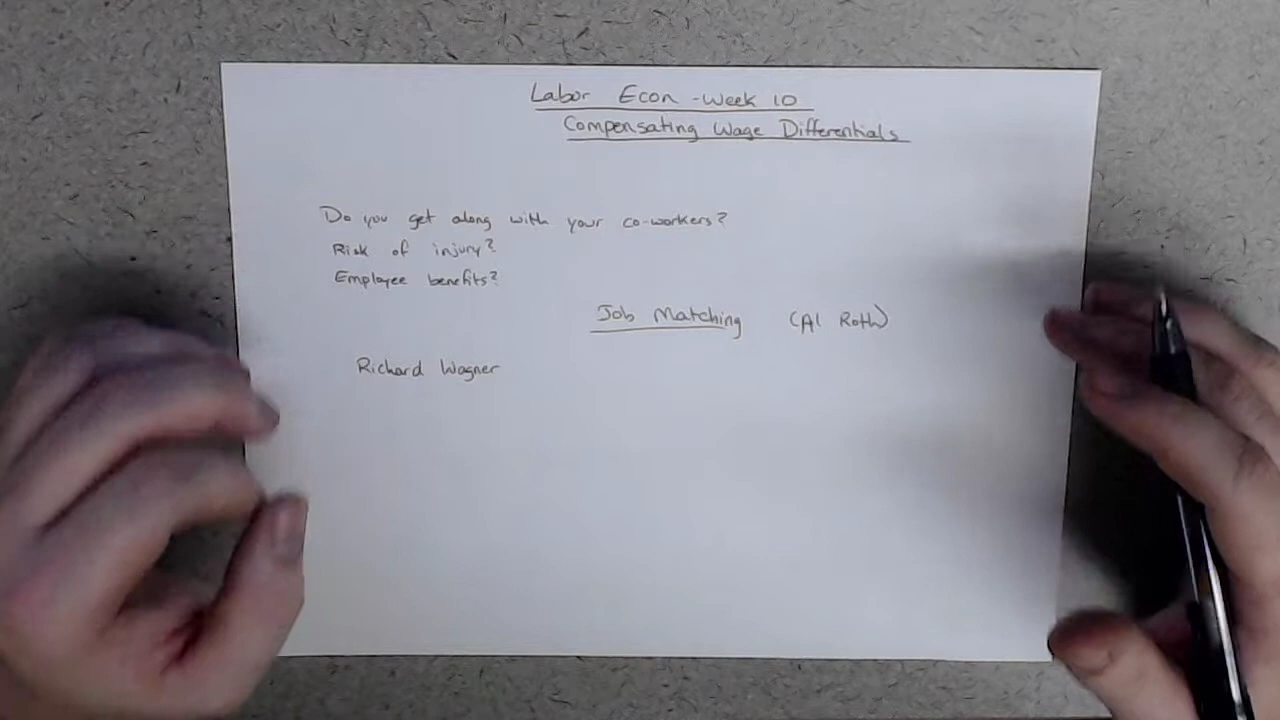 Labor Econ - Week 10
Compensating Wage Differentials
Do you get along with your co-workers?
Risk of injury?
Employee benefits?
Job Matching (Al Roth)
Richard Wagner